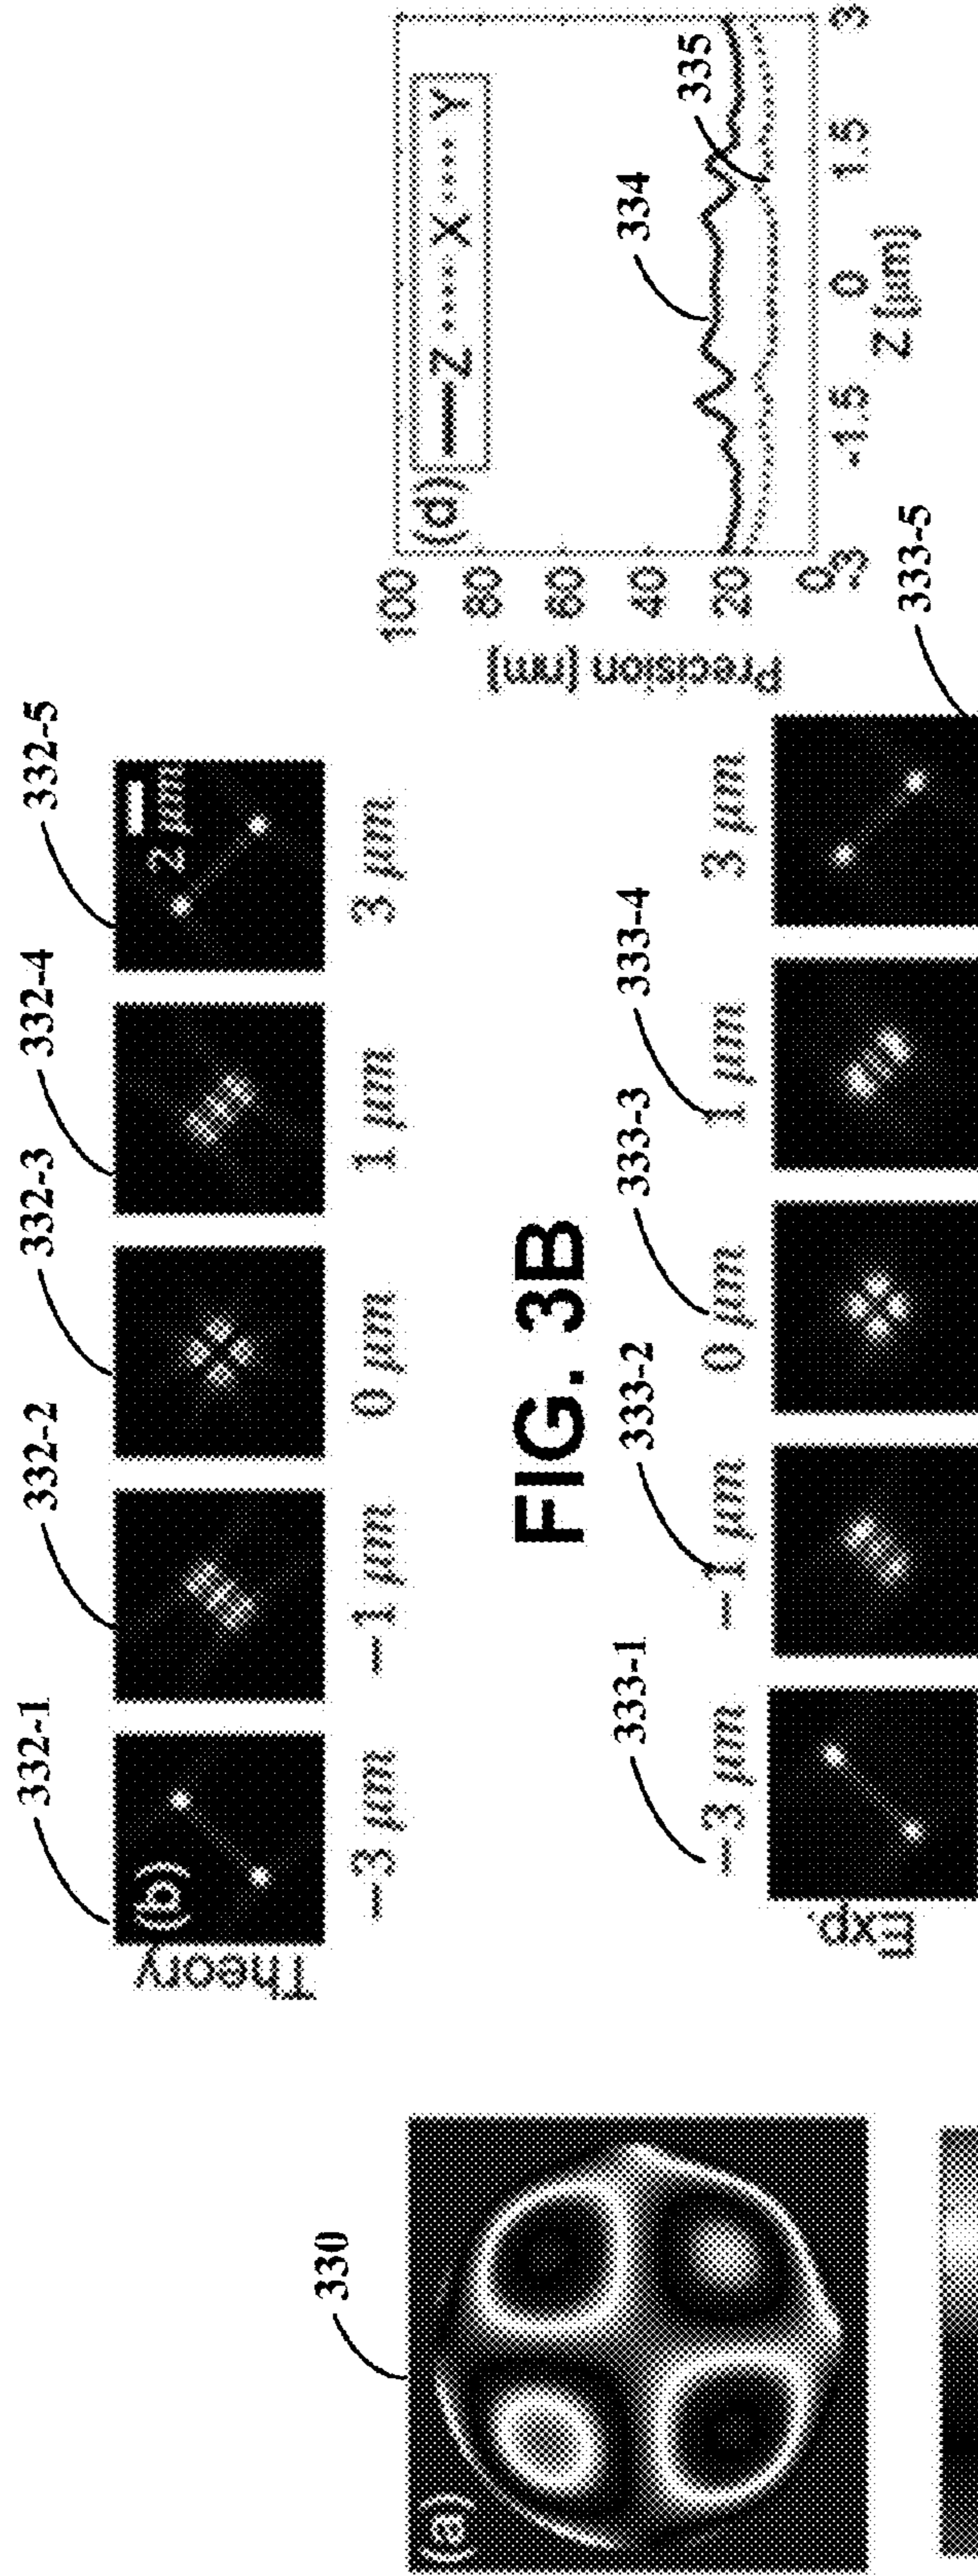 330
(a)
332-1
332-2
332-3
332-4
332-5
Theory
(b)
2 μm
−3 μm
−1 μm
0 μm
1 μm
3 μm
FIG. 3B
333-1
333-2
333-3
333-4
333-5
−3 μm
−1 μm
0 μm
1 μm
3 μm
Exp.
(d)
Z X Y
334
335
Precision [nm]
100
80
60
40
20
0
-3
-1.5
0
1.5
3
Z [μm]